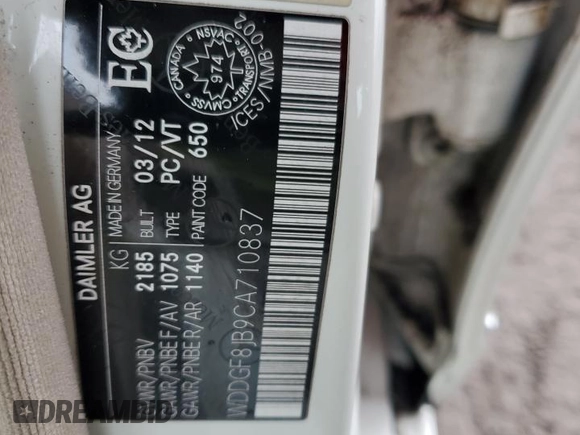 DAIMLER AG
KG MADE IN GERMANY
GVWR/PNBV 2185 BUILT 03/12
GAWR/PNBE F/AV 1075 TYPE PC/VT
GAWR/PNBE R/AR 1140 PAINT CODE 650
WDDGF8JB9CA710837
EC
CANADA
NSVAC
974
CMVSS
TRANSPORT
ICES/NMB-002
DREAMBID